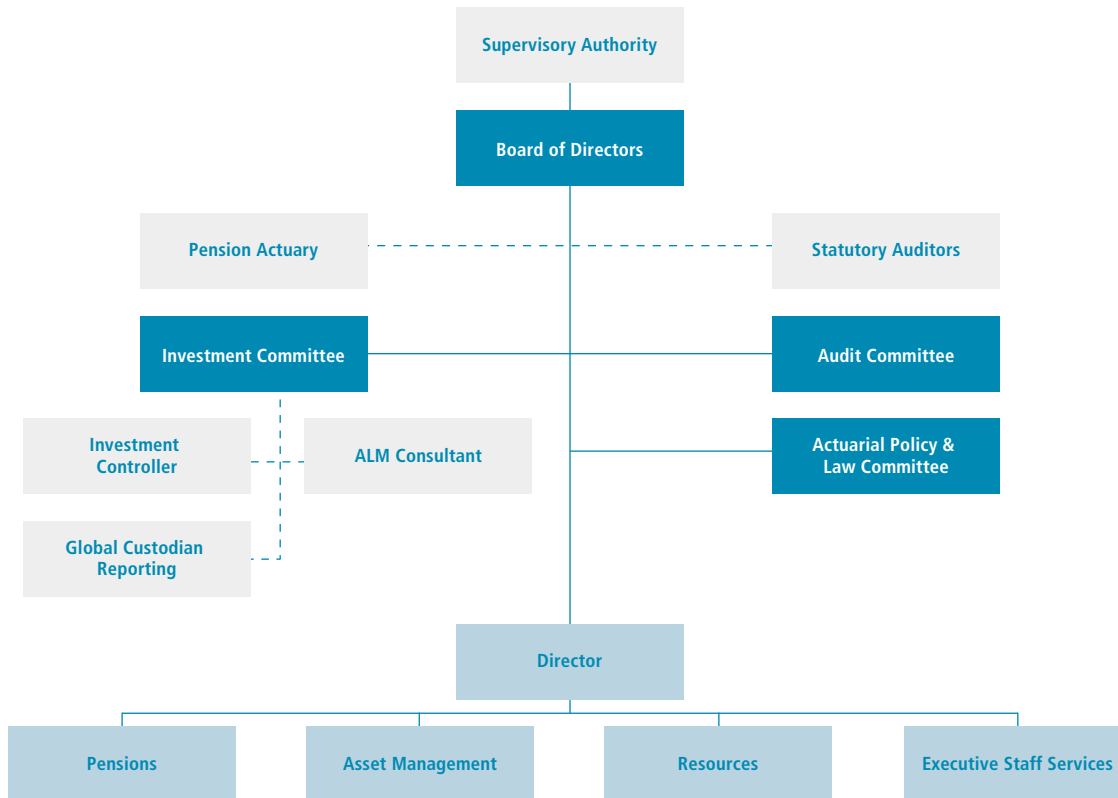 Supervisory Authority
Board of Directors
Pension Actuary
Statutory Auditors
Investment Committee
Audit Committee
Investment
Controller
ALM Consultant
Actuarial Policy &
Law Committee
Global Custodian
Reporting
Director
Pensions
Asset Management
Resources
Executive Staff Services